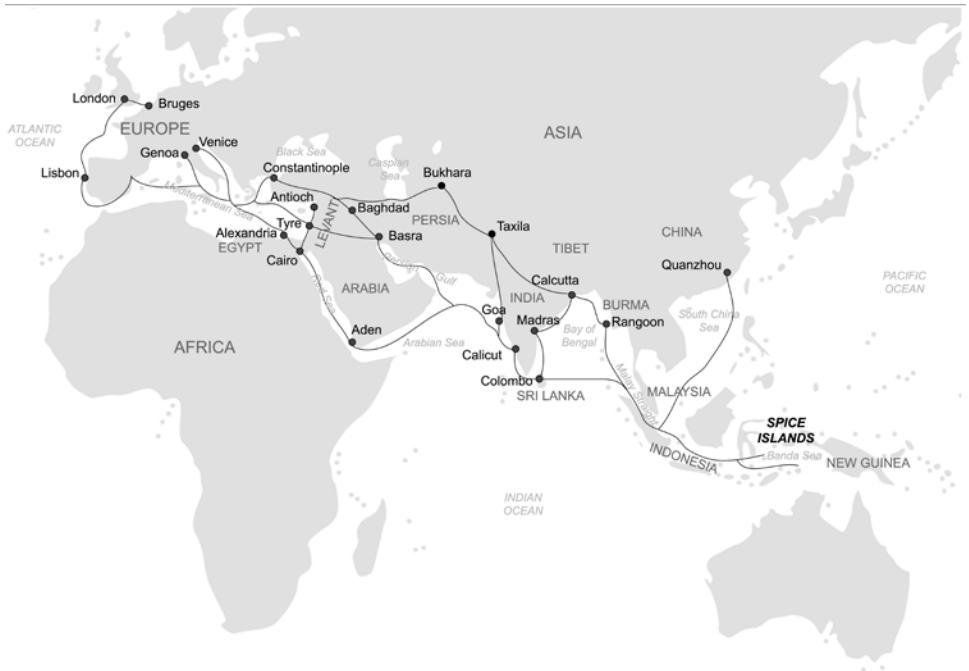 London
Bruges
ATLANTIC
OCEAN
EUROPE
Venice
Genoa
Lisbon
Mediterranean Sea
Black Sea
Constantinople
Caspian
Sea
ASIA
Bukhara
Antioch
LEVANT
Baghdad
PERSIA
Tyre
Alexandria
EGYPT
Basra
Cairo
Persian Gulf
Red Sea
ARABIA
Taxila
TIBET
CHINA
Quanzhou
PACIFIC
OCEAN
Calcutta
INDIA
BURMA
Goa
Madras
Rangoon
Bay of
Bengal
South China
Sea
Aden
Arabian Sea
AFRICA
Calicut
Colombo
SRI LANKA
Malay Straight
MALAYSIA
SPICE
ISLANDS
INDONESIA
Banda Sea
NEW GUINEA
INDIAN
OCEAN